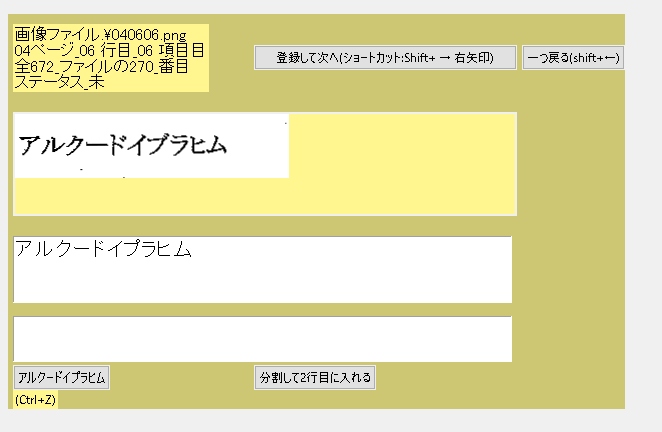 画像ファイル.¥040606.png
04ページ_06 行目_06 項目目
全672_ファイルの270_番目
ステータス_未
登録して次へ(ショートカット:Shift+ → 右矢印)
一つ戻る(shift+←)
アルクードイブラヒム
アルクードイプラヒム
アルクードイプラヒム
分割して2行目に入れる
(Ctrl+Z)